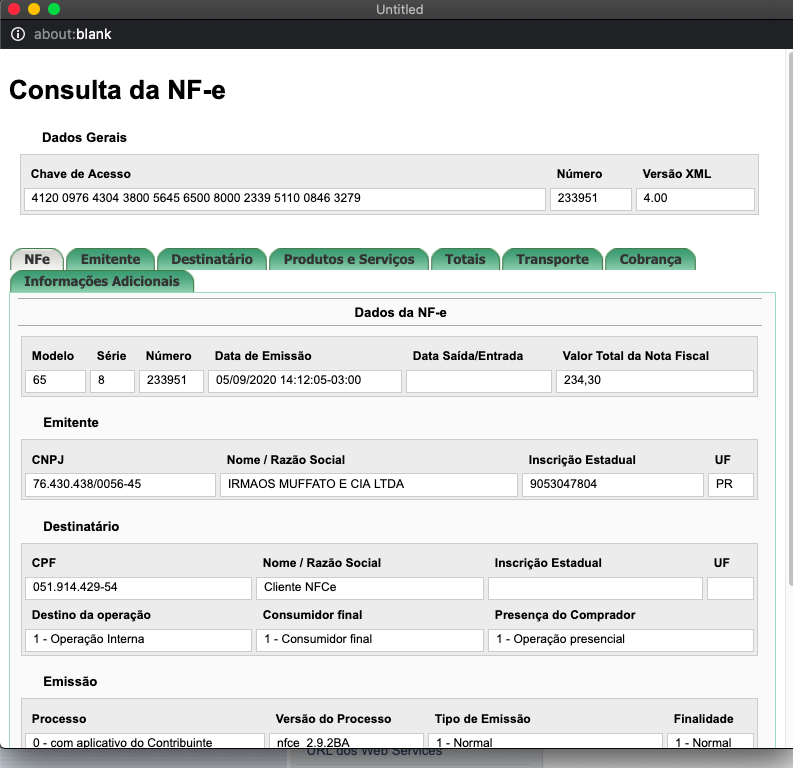 Untitled
about:blank
Consulta da NF-e
Dados Gerais
Chave de Acesso Número Versão XML
4120 0976 4304 3800 5645 6500 8000 2339 5110 0846 3279 233951 4.00
NFe Emitente Destinatário Produtos e Serviços Totais Transporte Cobrança
Informações Adicionais
Dados da NF-e
Modelo Série Número Data de Emissão Data Saída/Entrada Valor Total da Nota Fiscal
65 8 233951 05/09/2020 14:12:05-03:00 234,30
Emitente
CNPJ Nome / Razão Social Inscrição Estadual UF
76.430.438/0056-45 IRMAOS MUFFATO E CIA LTDA 9053047804 PR
Destinatário
CPF Nome / Razão Social Inscrição Estadual UF
051.914.429-54 Cliente NFCe
Destino da operação Consumidor final Presença do Comprador
1 - Operação Interna 1 - Consumidor final 1 - Operação presencial
Emissão
Processo Versão do Processo Tipo de Emissão Finalidade
0 - com aplicativo do Contribuinte nfce_2.9.2BA 1 - Normal 1 - Normal
URL dos Web Services